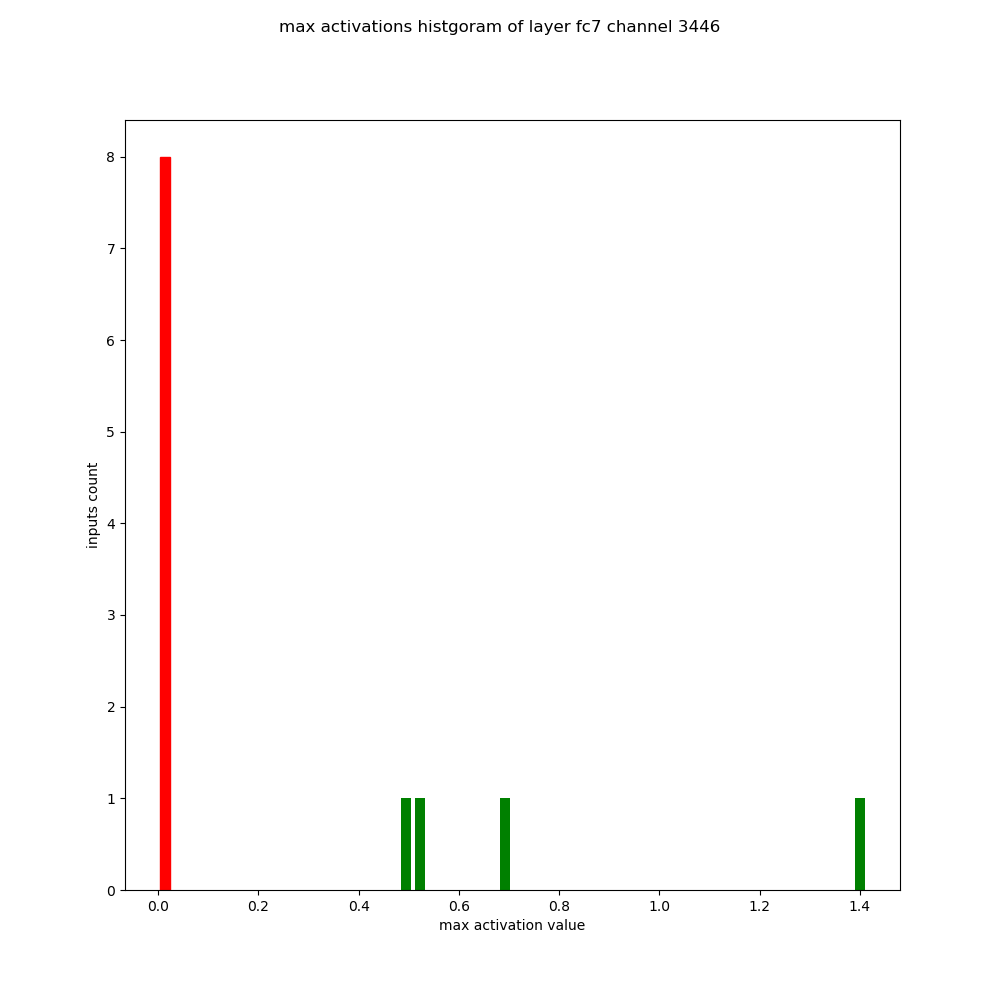 max activations histgoram of layer fc7 channel 3446
8
7
6
5
4
3
2
1
0
inputs count
0.0 0.2 0.4 0.6 0.8 1.0 1.2 1.4
max activation value